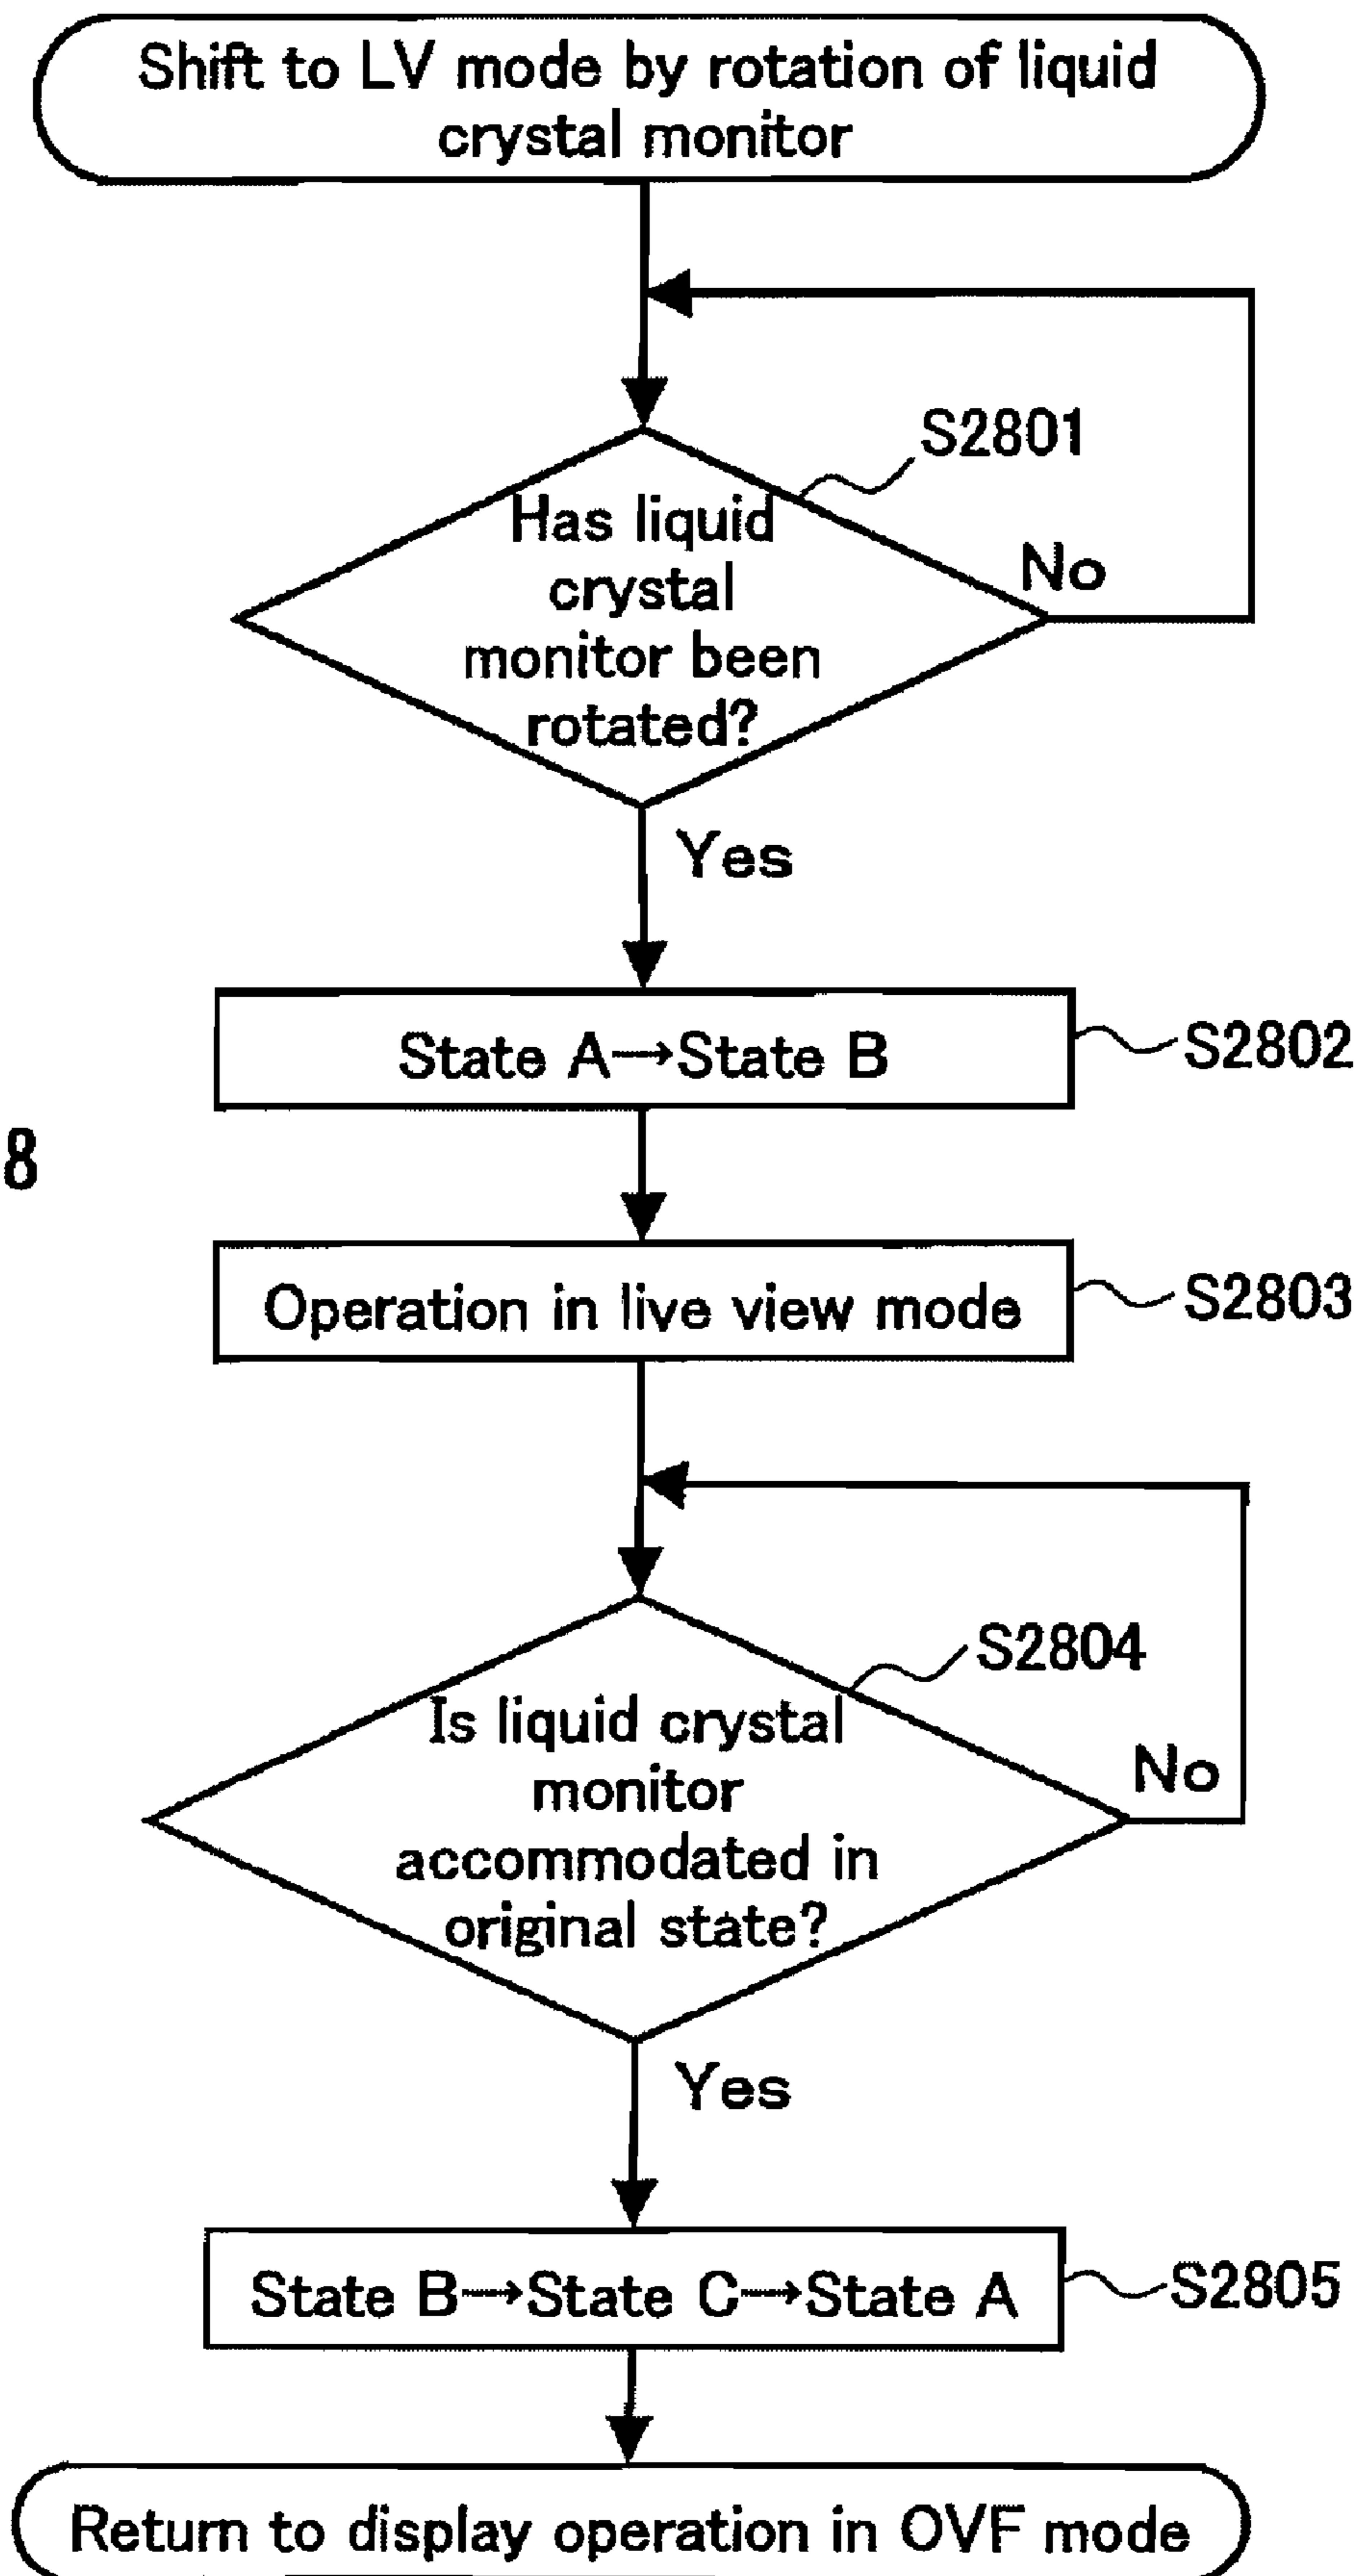 Shift to LV mode by rotation of liquid
crystal monitor
S2801
Has liquid
crystal
monitor been
rotated?
No
Yes
State A→State B
S2802
8
Operation in live view mode
S2803
S2804
Is liquid crystal
monitor
accommodated in
original state?
No
Yes
State B→State C→State A
S2805
Return to display operation in OVF mode